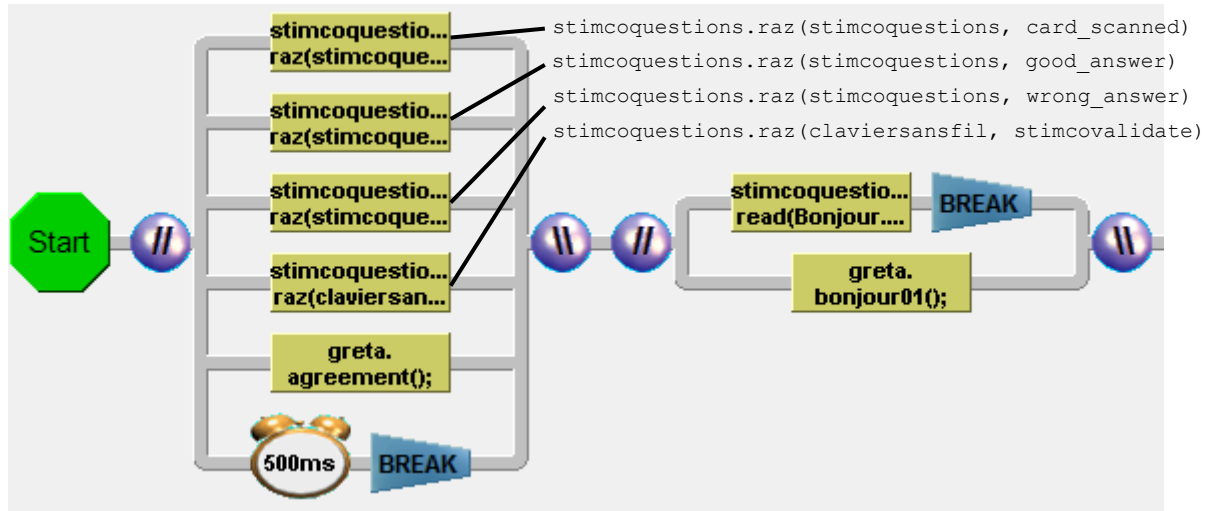 stimcoquestio...
raz(stimcoque...
stimcoquestions.raz(stimcoquestions, card_scanned)
stimcoquestio...
raz(stimcoque...
stimcoquestions.raz(stimcoquestions, good_answer)
stimcoquestio...
raz(stimcoque...
stimcoquestions.raz(stimcoquestions, wrong_answer)
stimcoquestio...
raz(claviersan...
stimcoquestions.raz(claviersansfil, stimcovalidate)
Start
//
greta.
agreement();
500ms
BREAK
\\
//
stimcoquestio...
read(Bonjour....
BREAK
greta.
bonjour01();
\\